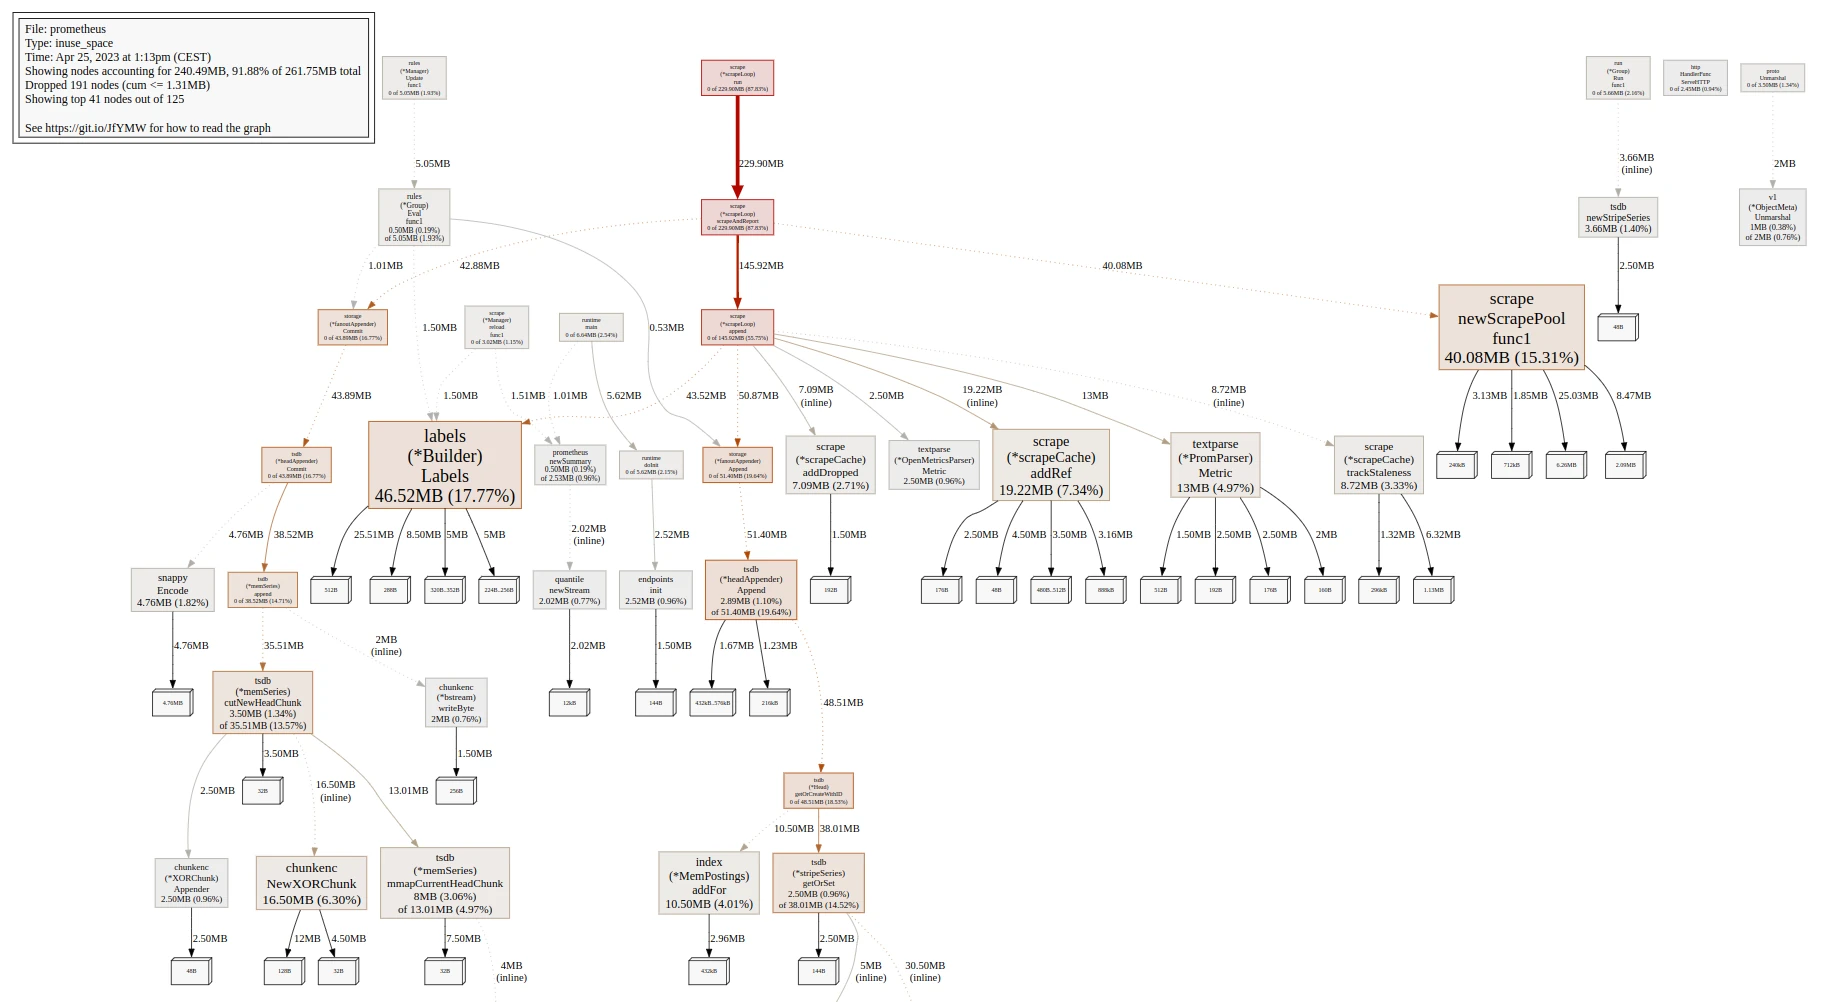 File: prometheus
Type: inuse_space
Time: Apr 25, 2023 at 1:13pm (CEST)
Showing nodes accounting for 240.49MB, 91.88% of 261.75MB total
Dropped 191 nodes (cum <= 1.31MB)
Showing top 41 nodes out of 125
See https://git.io/JfYMW for how to read the graph
rules
(*Manager)
Update
func1
0 of 5.05MB (1.93%)
scrape
(*scrapeLoop)
run
0 of 229.90MB (87.83%)
run
(*Group)
Run
func1
0 of 5.66MB (2.16%)
http
HandlerFunc
ServeHTTP
0 of 2.45MB (0.94%)
proto
Unmarshal
0 of 3.50MB (1.34%)
5.05MB
229.90MB
3.66MB
(inline)
2MB
rules
(*Group)
Eval
func1
0.50MB (0.19%)
of 5.05MB (1.93%)
scrape
(*scrapeLoop)
scrapeAndReport
0 of 229.90MB (87.83%)
tsdb
newStripeSeries
3.66MB (1.40%)
v1
(*ObjectMeta)
Unmarshal
1MB (0.38%)
of 2MB (0.76%)
1.01MB
42.88MB
145.92MB
40.08MB
2.50MB
storage
(*fanoutAppender)
Commit
0 of 43.89MB (16.77%)
1.50MB
scrape
(*Manager)
reload
func1
0 of 3.02MB (1.15%)
runtime
main
0 of 6.64MB (2.54%)
0.53MB
scrape
(*scrapeLoop)
append
0 of 145.92MB (55.75%)
scrape
newScrapePool
func1
40.08MB (15.31%)
48B
43.89MB
1.50MB
1.51MB
1.01MB
5.62MB
43.52MB
50.87MB
7.09MB
(inline)
2.50MB
19.22MB
(inline)
13MB
8.72MB
(inline)
3.13MB
1.85MB
25.03MB
8.47MB
tsdb
(*headAppender)
Commit
0 of 43.89MB (16.77%)
labels
(*Builder)
Labels
46.52MB (17.77%)
prometheus
newSummary
0.50MB (0.19%)
of 2.53MB (0.96%)
runtime
doInit
0 of 5.62MB (2.15%)
storage
(*fanoutAppender)
Append
0 of 51.40MB (19.64%)
scrape
(*scrapeCache)
addDropped
7.09MB (2.71%)
textparse
(*OpenMetricsParser)
Metric
2.50MB (0.96%)
scrape
(*scrapeCache)
addRef
19.22MB (7.34%)
textparse
(*PromParser)
Metric
13MB (4.97%)
scrape
(*scrapeCache)
trackStaleness
8.72MB (3.33%)
240kB
712kB
6.26MB
2.09MB
4.76MB
38.52MB
25.51MB
8.50MB
5MB
5MB
2.02MB
(inline)
2.52MB
51.40MB
1.50MB
2.50MB
4.50MB
3.50MB
3.16MB
1.50MB
2.50MB
2.50MB
2MB
1.32MB
6.32MB
snappy
Encode
4.76MB (1.82%)
tsdb
(*memSeries)
append
0 of 38.52MB (14.71%)
512B
288B
320B..352B
224B..256B
quantile
newStream
2.02MB (0.77%)
endpoints
init
2.52MB (0.96%)
tsdb
(*headAppender)
Append
2.89MB (1.10%)
of 51.40MB (19.64%)
192B
176B
48B
480B..512B
888kB
512B
192B
176B
160B
296kB
1.13MB
4.76MB
35.51MB
2MB
(inline)
2.02MB
1.50MB
1.67MB
1.23MB
48.51MB
4.76MB
tsdb
(*memSeries)
cutNewHeadChunk
3.50MB (1.34%)
of 35.51MB (13.57%)
chunkenc
(*bstream)
writeByte
2MB (0.76%)
12kB
144B
432kB..576kB
216kB
3.50MB
1.50MB
2.50MB
32B
16.50MB
(inline)
13.01MB
256B
tsdb
(*Head)
getOrCreateWithID
0 of 48.51MB (18.53%)
10.50MB
38.01MB
chunkenc
(*XORChunk)
Appender
2.50MB (0.96%)
chunkenc
NewXORChunk
16.50MB (6.30%)
tsdb
(*memSeries)
mmapCurrentHeadChunk
8MB (3.06%)
of 13.01MB (4.97%)
index
(*MemPostings)
addFor
10.50MB (4.01%)
tsdb
(*stripeSeries)
getOrSet
2.50MB (0.96%)
of 38.01MB (14.52%)
2.50MB
12MB
4.50MB
7.50MB
2.96MB
2.50MB
48B
128B
32B
32B
4MB
(inline)
432kB
144B
5MB
(inline)
30.50MB
(inline)